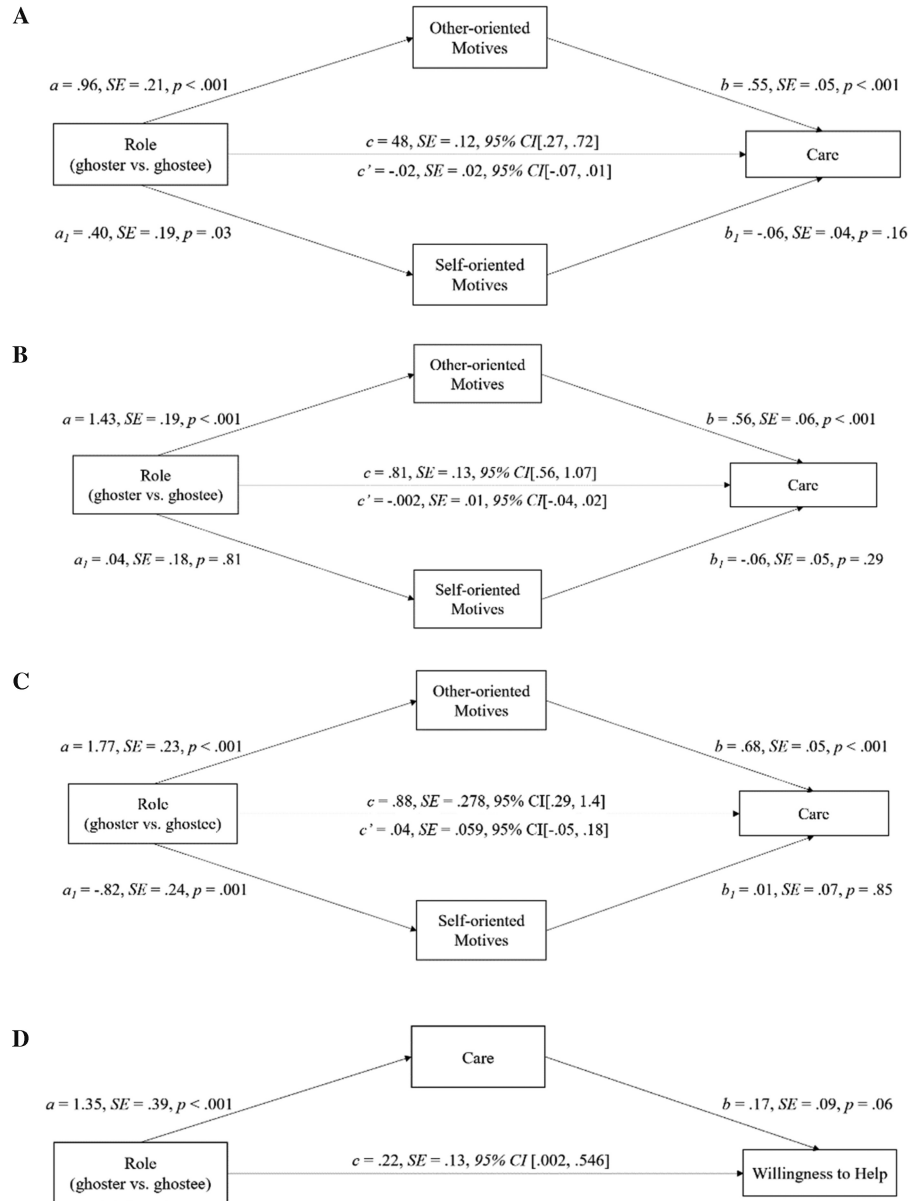 A
Other-oriented
Motives
a = .96, SE = .21, p < .001
b = .55, SE = .05, p < .001
Role
(ghoster vs. ghostee)
c = 48, SE = .12, 95% CI[.27, .72]
c' = -.02, SE = .02, 95% CI[-.07, .01]
Care
a1 = .40, SE = .19, p = .03
b1 = -.06, SE = .04, p = .16
Self-oriented
Motives
B
Other-oriented
Motives
a = 1.43, SE = .19, p < .001
b = .56, SE = .06, p < .001
Role
(ghoster vs. ghostee)
c = .81, SE = .13, 95% CI[.56, 1.07]
c' = -.002, SE = .01, 95% CI[-.04, .02]
Care
a1 = .04, SE = .18, p = .81
b1 = -.06, SE = .05, p = .29
Self-oriented
Motives
C
Other-oriented
Motives
a = 1.77, SE = .23, p < .001
b = .68, SE = .05, p < .001
Role
(ghoster vs. ghostee)
c = .88, SE = .278, 95% CI[.29, 1.4]
c' = .04, SE = .059, 95% CI[-.05, .18]
Care
a1 = -.82, SE = .24, p = .001
b1 = .01, SE = .07, p = .85
Self-oriented
Motives
D
Care
a = 1.35, SE = .39, p < .001
b = .17, SE = .09, p = .06
Role
(ghoster vs. ghostee)
c = .22, SE = .13, 95% CI [.002, .546]
Willingness to Help